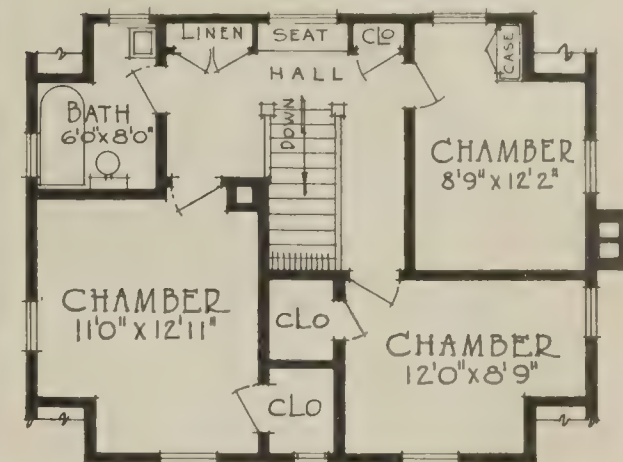 LINEN
SEAT
CLO
HALL
CASE
BATH
6'0"x8'0"
DOWN
CHAMBER
8'9"x12'2"
CHAMBER
11'0"x12'11"
CLO
CHAMBER
12'0"x8'9"
CLO